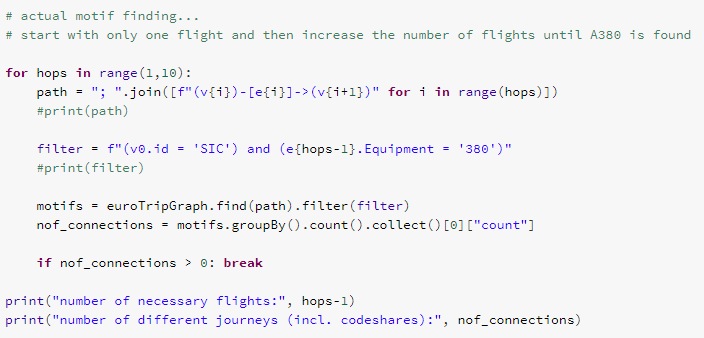 # actual motif finding...
# start with only one flight and then increase the number of flights until A380 is found
for hops in range(1,10):
    path = "; ".join([f"(v{i})-[e{i}]->(v{i+1})" for i in range(hops)])
    #print(path)
    filter = f"(v0.id = 'SIC') and (e{hops-1}.Equipment = '380')"
    #print(filter)
    motifs = euroTripGraph.find(path).filter(filter)
    nof_connections = motifs.groupBy().count().collect()[0]["count"]
    if nof_connections > 0: break
print("number of necessary flights:", hops-1)
print("number of different journeys (incl. codeshares):", nof_connections)